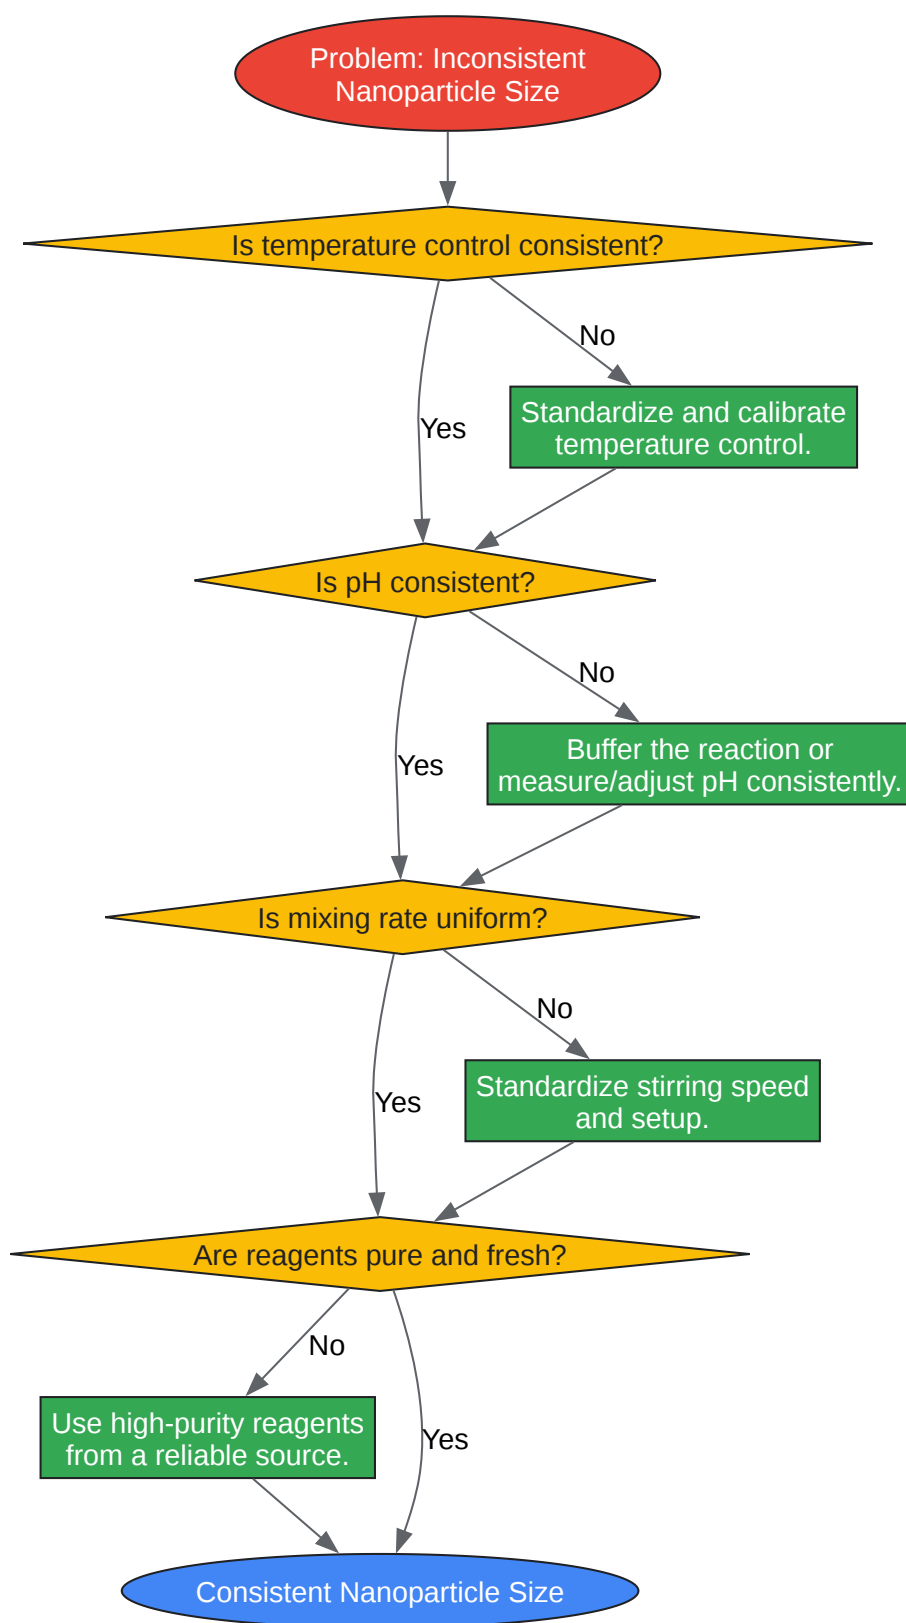 Problem: Inconsistent
Nanoparticle Size
Is temperature control consistent?
No
Standardize and calibrate
temperature control.
Yes
Is pH consistent?
No
Buffer the reaction or
measure/adjust pH consistently.
Yes
Is mixing rate uniform?
No
Standardize stirring speed
and setup.
Yes
Are reagents pure and fresh?
No
Use high-purity reagents
from a reliable source.
Yes
Consistent Nanoparticle Size